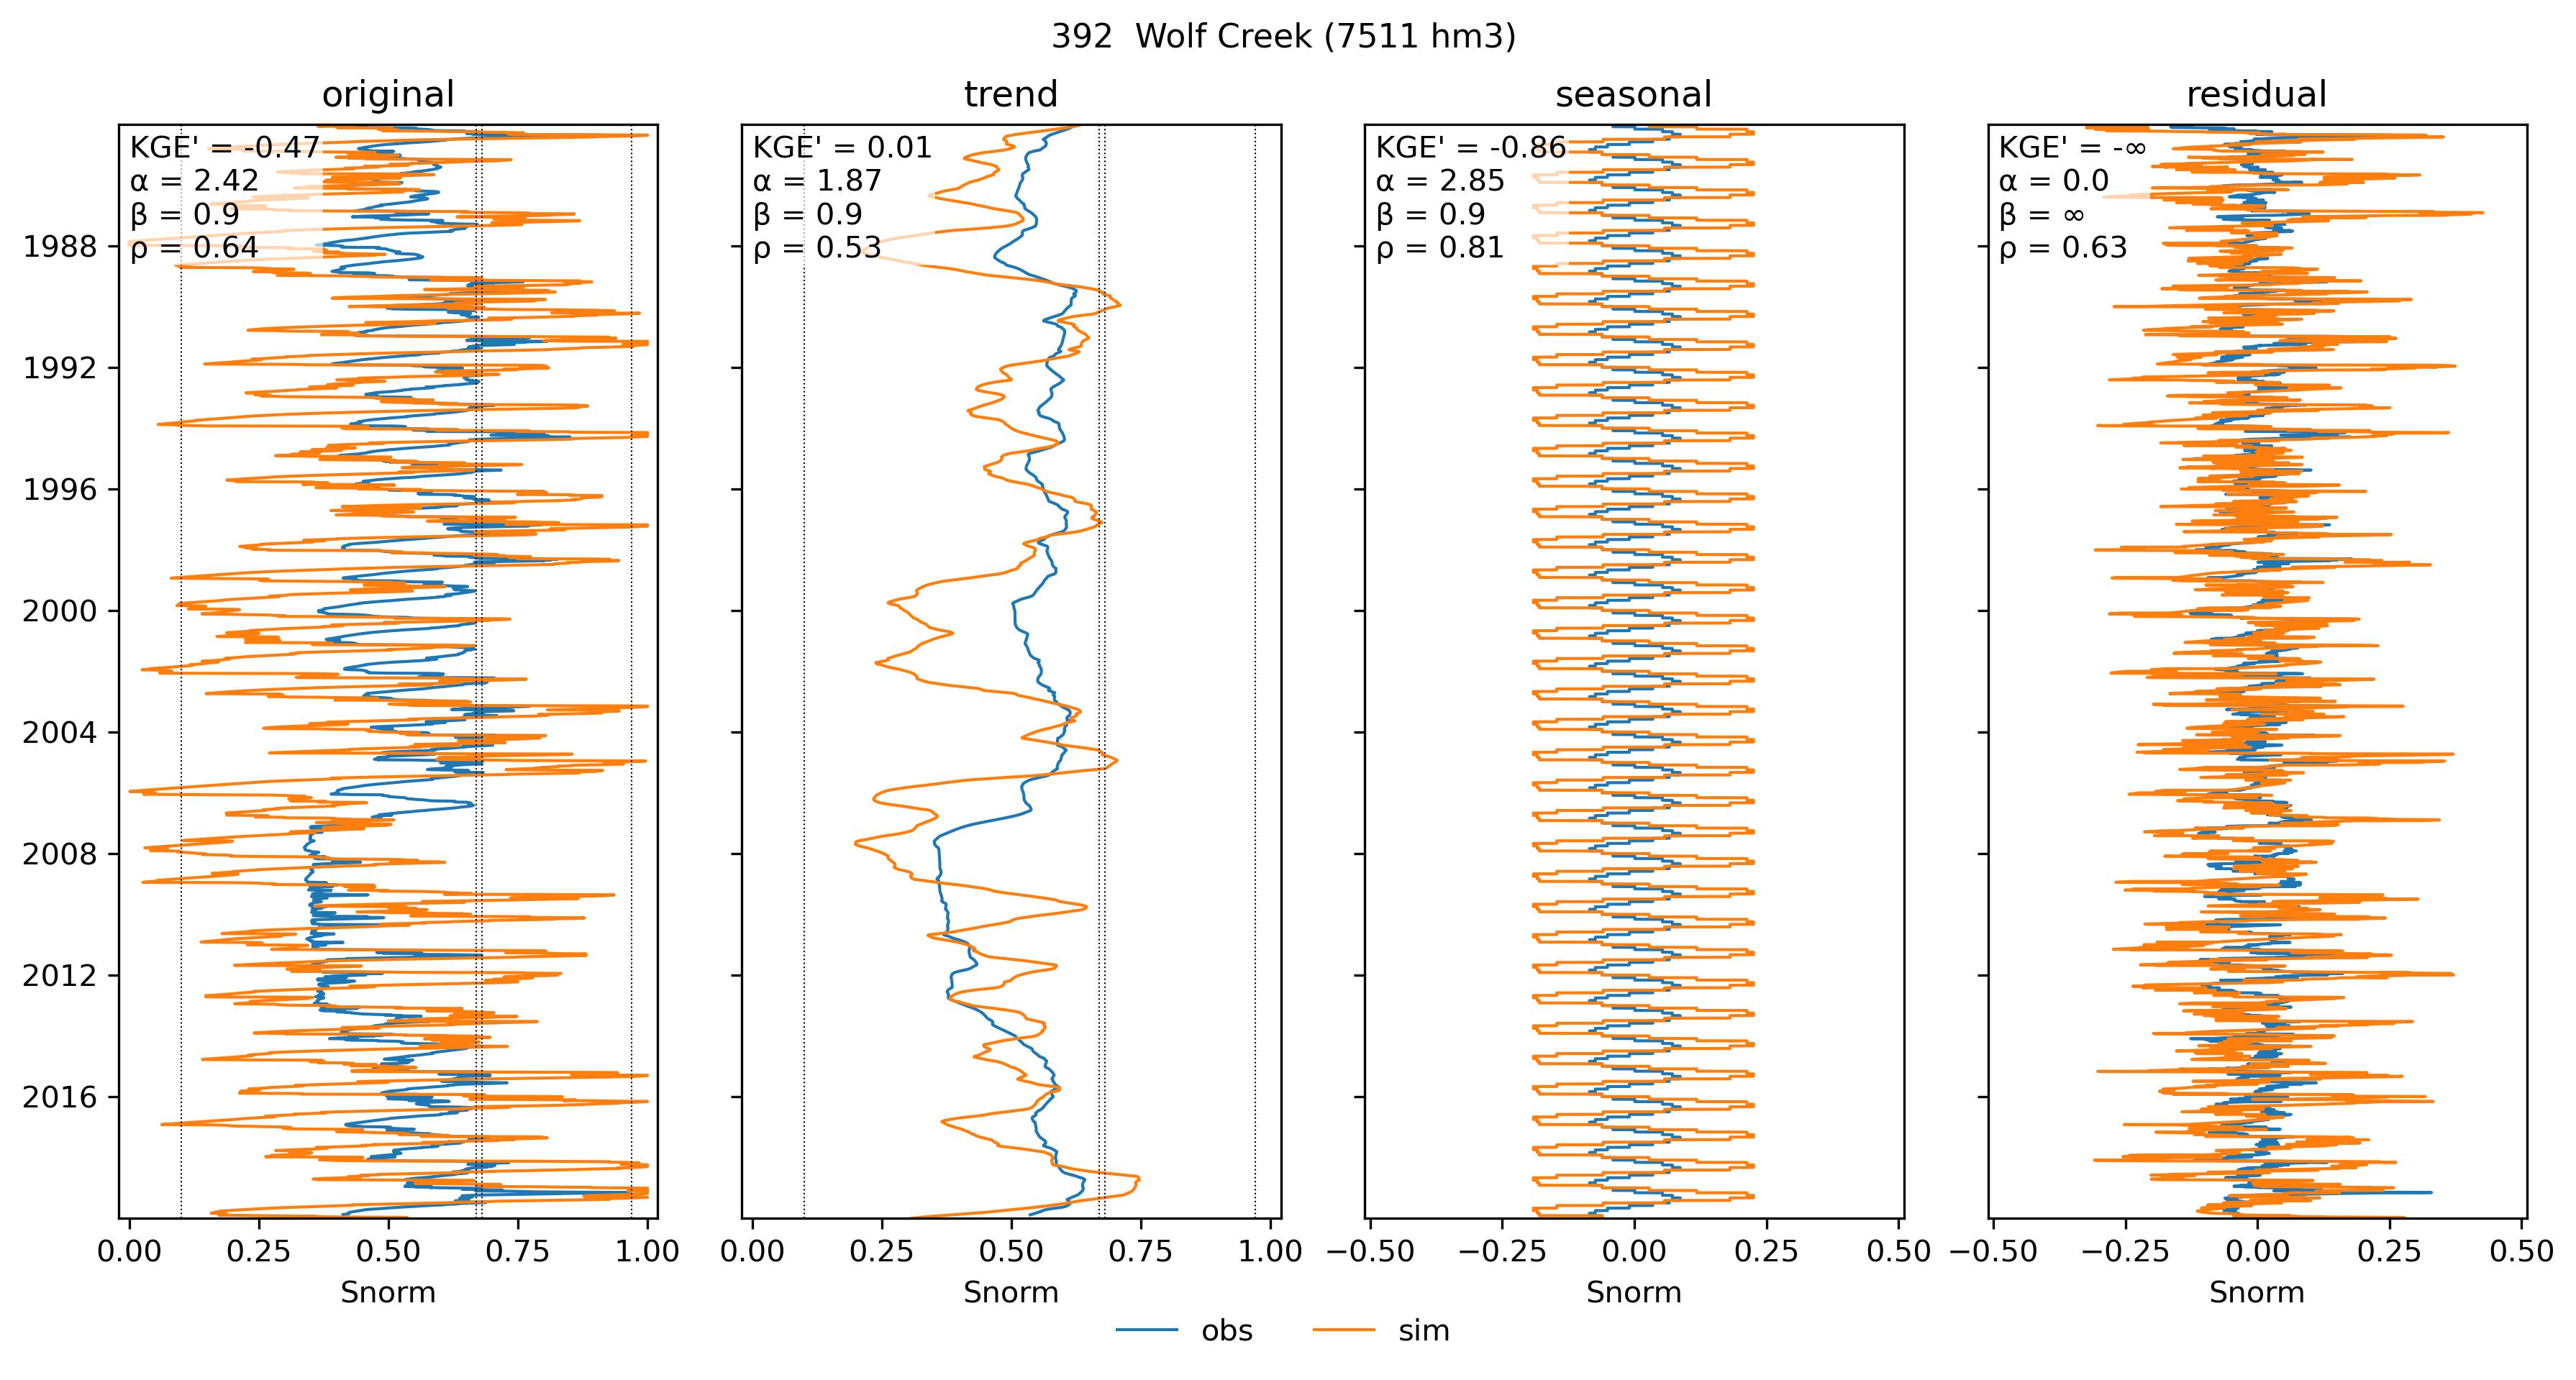 392  Wolf Creek (7511 hm3)
original
trend
seasonal
residual
KGE' = -0.47
α = 2.42
β = 0.9
ρ = 0.64
KGE' = 0.01
α = 1.87
β = 0.9
ρ = 0.53
KGE' = -0.86
α = 2.85
β = 0.9
ρ = 0.81
KGE' = -∞
α = 0.0
β = ∞
ρ = 0.63
1988
1992
1996
2000
2004
2008
2012
2016
0.00 0.25 0.50 0.75 1.00
0.00 0.25 0.50 0.75 1.00
−0.50 −0.25 0.00 0.25 0.50
−0.50 −0.25 0.00 0.25 0.50
Snorm
Snorm
Snorm
Snorm
obs
sim